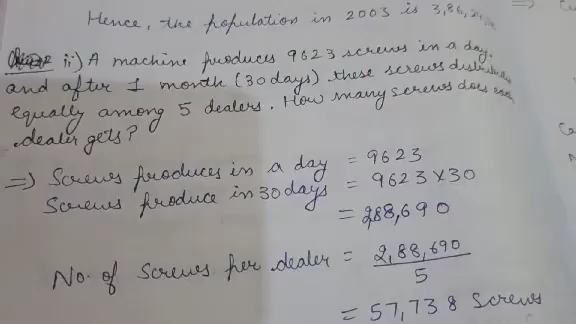 Hence, the population in 2003 is 3,86,2
ii) A machine produces 9623 screws in a day.
and after 1 month (30 days) these screws distribute
Equally among 5 dealers. How many screws does each
dealer gets?
=) Screws produces in a day = 9623
Screws produce in 30 days = 9623 X 30
= 288,690
No. of Screws per dealer = 2,88,690
5
= 57,738 Screws